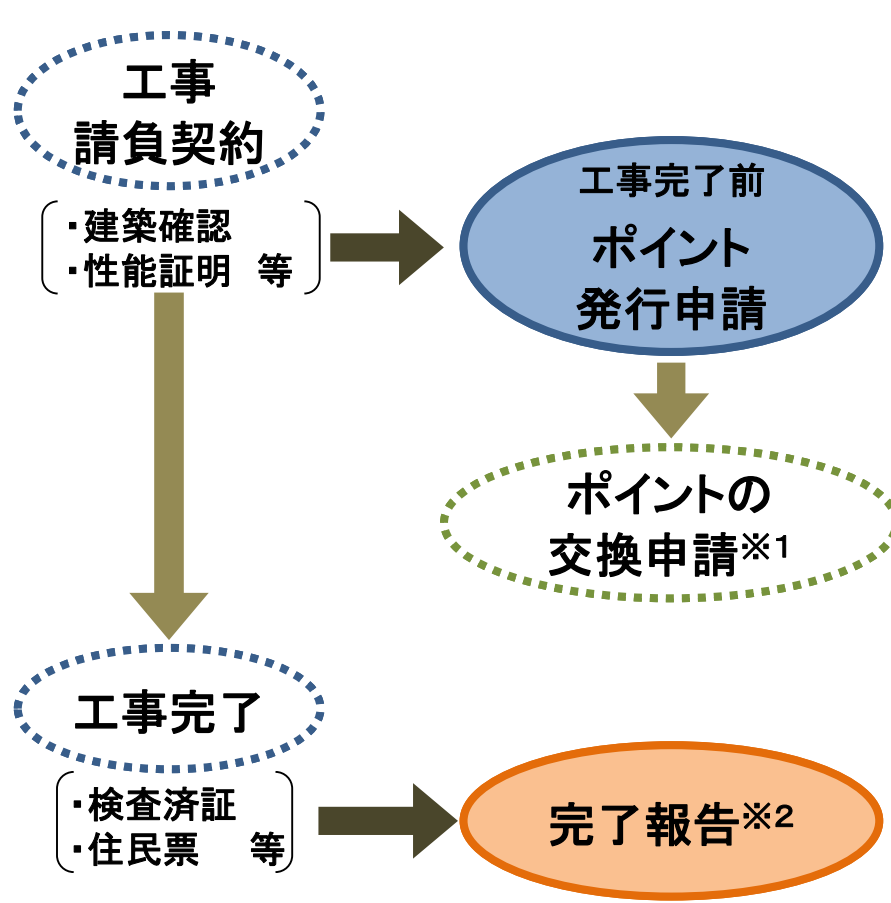 工事
請負契約
・建築確認
・性能証明　等
工事完了前
ポイント
発行申請
ポイントの
交換申請※1
工事完了
・検査済証
・住民票　等
完了報告※2